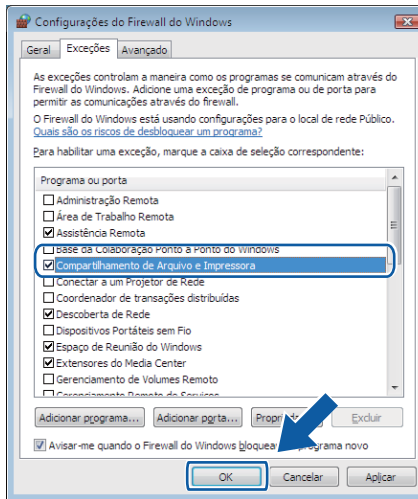 Configurações do Firewall do Windows
Geral Exceções Avançado
As exceções controlam a maneira como os programas se comunicam através do
Firewall do Windows. Adicione uma exceção de programa ou de porta para
permitir as comunicações através do firewall.
O Firewall do Windows está usando configurações para o local de rede Público.
Quais são os riscos de desbloquear um programa?
Para habilitar uma exceção, marque a caixa de seleção correspondente:
Programa ou porta
Administração Remota
Área de Trabalho Remota
Assistência Remota
Base da Colaboração Ponto a Ponto do Windows
Compartilhamento de Arquivo e Impressora
Conectar a um Projetor de Rede
Coordenador de transações distribuídas
Descoberta de Rede
Dispositivos Portáteis sem Fio
Espaço de Reunião do Windows
Extensores do Media Center
Gerenciamento de Volumes Remoto
Gerenciamento Remoto de Serviços
Adicionar programa... Adicionar porta... Excluir
Avisar-me quando o Firewall do Windows novo
OK Cancelar Aplicar